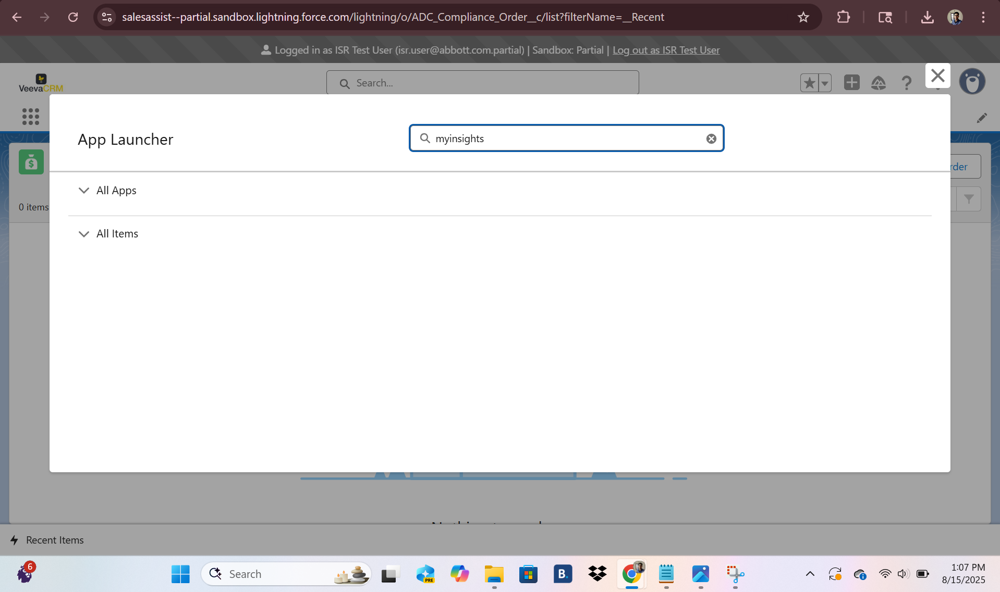 salesassist--partial.sandbox.lightning.force.com/lightning/o/ADC_Compliance_Order__c/list?filterName=__Recent
Logged in as ISR Test User (isr.user@abbott.com.partial) | Sandbox: Partial | Log out as ISR Test User
VeevaCRM
Search...
App Launcher
myinsights
rder
All Apps
0 items
All Items
Recent Items
6
Search
PRE
B.
1:07 PM
8/15/2025